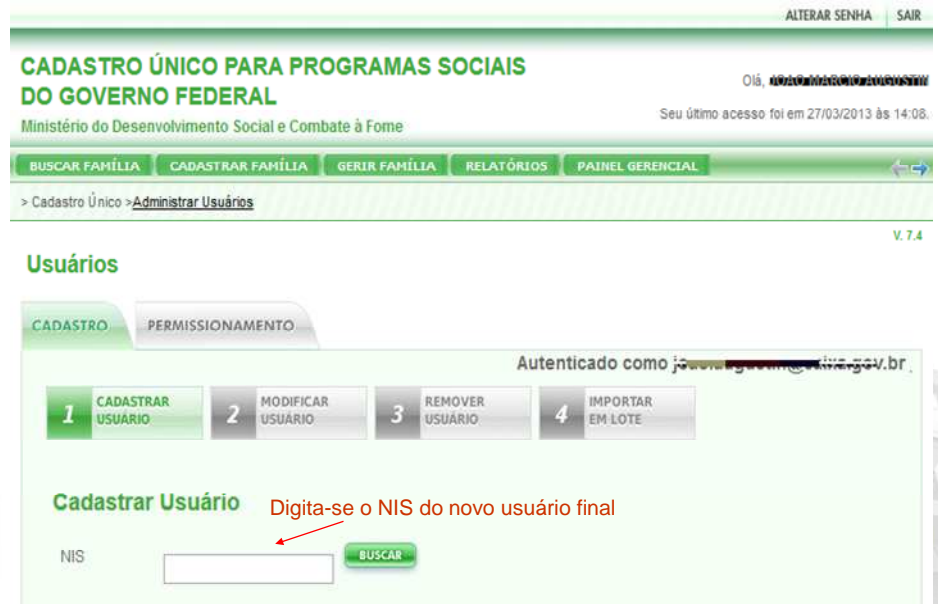 ALTERAR SENHA SAIR
CADASTRO ÚNICO PARA PROGRAMAS SOCIAIS
DO GOVERNO FEDERAL
Ministério do Desenvolvimento Social e Combate à Fome
Olá,
Seu último acesso foi em 27/03/2013 às 14:08.
BUSCAR FAMÍLIA CADASTRAR FAMÍLIA GERIR FAMÍLIA RELATÓRIOS PAINEL GERENCIAL
> Cadastro Único >Administrar Usuários
V. 7.4
Usuários
CADASTRO PERMISSIONAMENTO
Autenticado como
1 CADASTRAR USUÁRIO 2 MODIFICAR USUÁRIO 3 REMOVER USUÁRIO 4 IMPORTAR EM LOTE
Cadastrar Usuário
Digita-se o NIS do novo usuário final
NIS BUSCAR